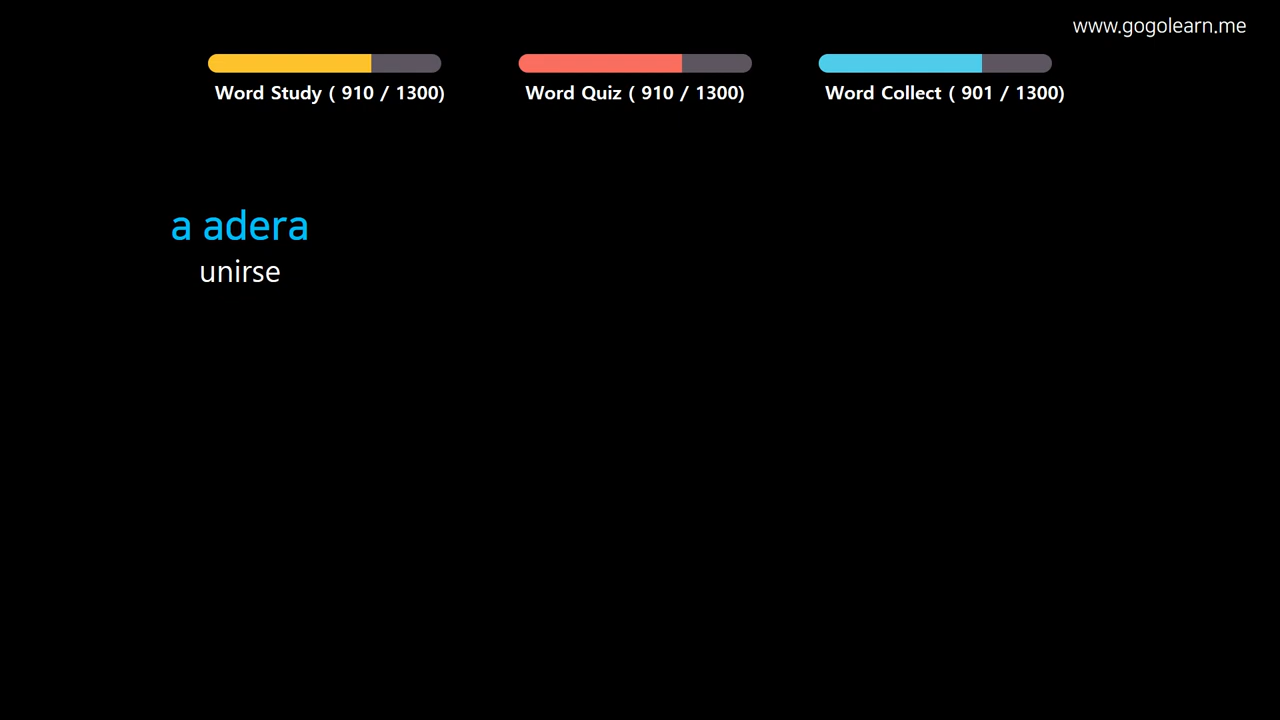 www.gogolearn.me
Word Study ( 910 / 1300)
Word Quiz ( 910 / 1300)
Word Collect ( 901 / 1300)
a adera
unirse